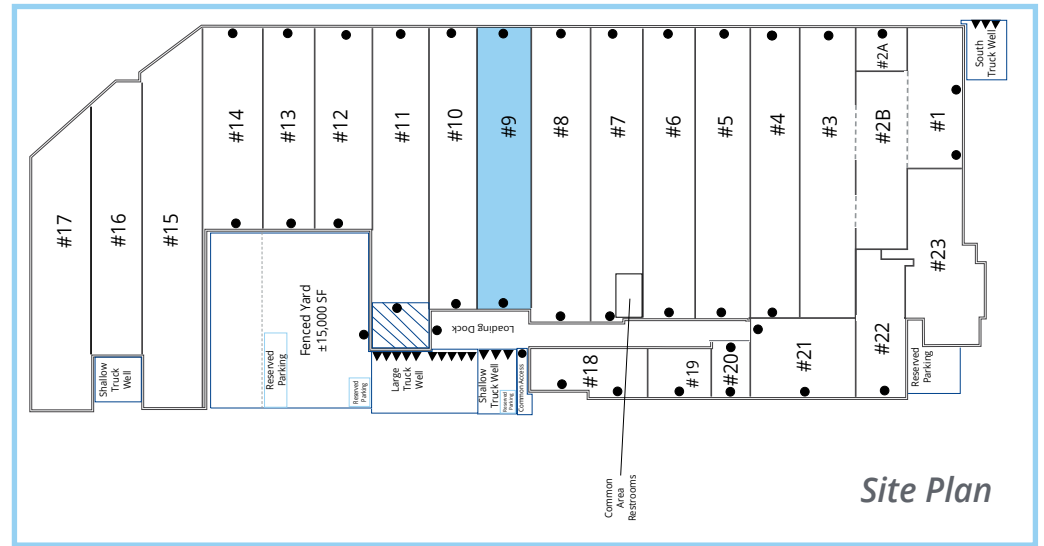 #17
#16
#15
#14
#13
#12
#11
#10
#9
#8
#7
#6
#5
#4
#3
#2A
#2B
#1
South
Truck Well
#23
#22
#21
#20
#19
#18
Loading Dock
Fenced Yard
±15,000 SF
Reserved
Parking
Reserved
Parking
Shallow
Truck
Well
Large
Truck
Well
Shallow
Truck Well
Reserved
Parking
Common Access
Reserved
Parking
Common
Area
Restrooms
Site Plan